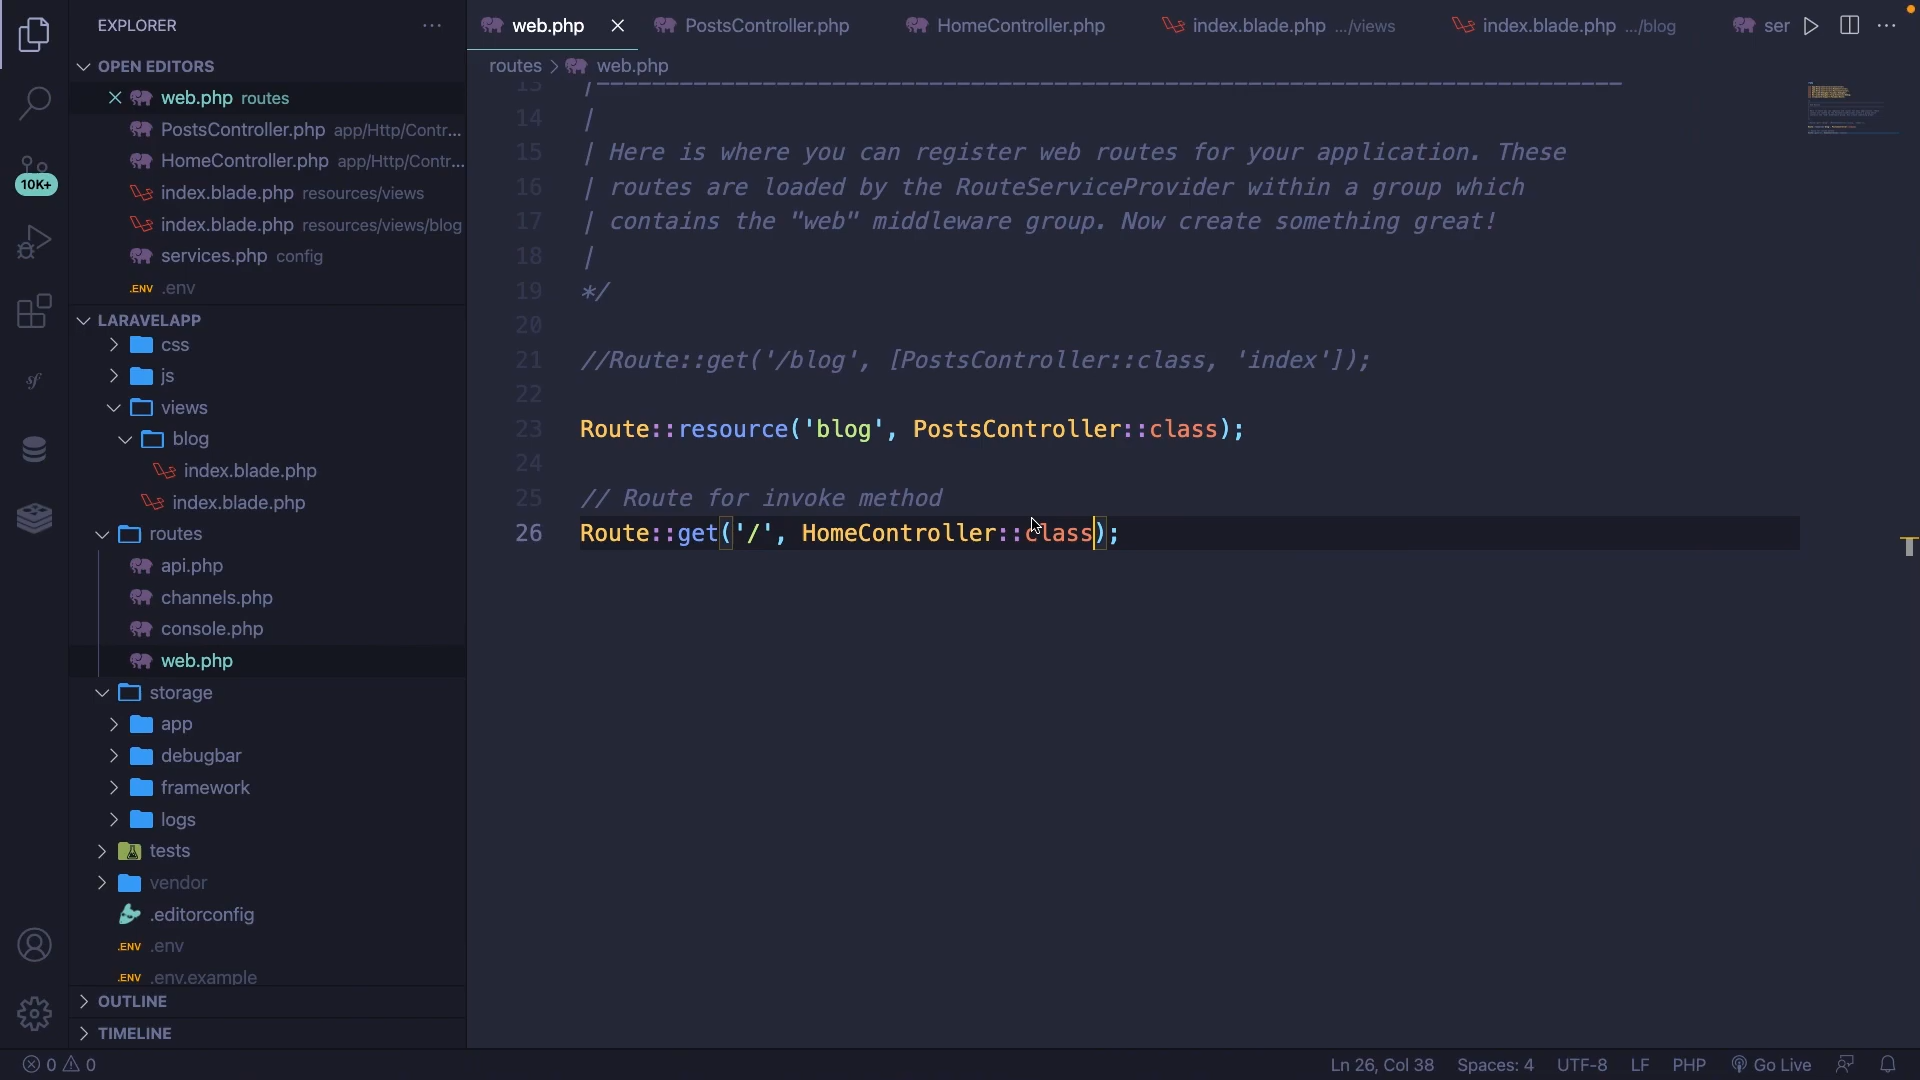 EXPLORER
OPEN EDITORS
web.php routes
PostsController.php app/Http/Contr...
HomeController.php app/Http/Contr...
index.blade.php resources/views
index.blade.php resources/views/blog
services.php config
.ENV .env
LARAVELAPP
css
js
views
blog
index.blade.php
index.blade.php
routes
api.php
channels.php
console.php
web.php
storage
app
debugbar
framework
logs
tests
vendor
.editorconfig
.ENV .env
.ENV .env.example
OUTLINE
TIMELINE
10K+
sf
web.php PostsController.php HomeController.php index.blade.php .../views index.blade.php .../blog ser
routes > web.php
13 |--------------------------------------------------------------------------
14 |
15 | Here is where you can register web routes for your application. These
16 | routes are loaded by the RouteServiceProvider within a group which
17 | contains the "web" middleware group. Now create something great!
18 |
19 */
20
21 //Route::get('/blog', [PostsController::class, 'index']);
22
23 Route::resource('blog', PostsController::class);
24
25 // Route for invoke method
26 Route::get('/', HomeController::class);
0 0 Ln 26, Col 38 Spaces: 4 UTF-8 LF PHP Go Live